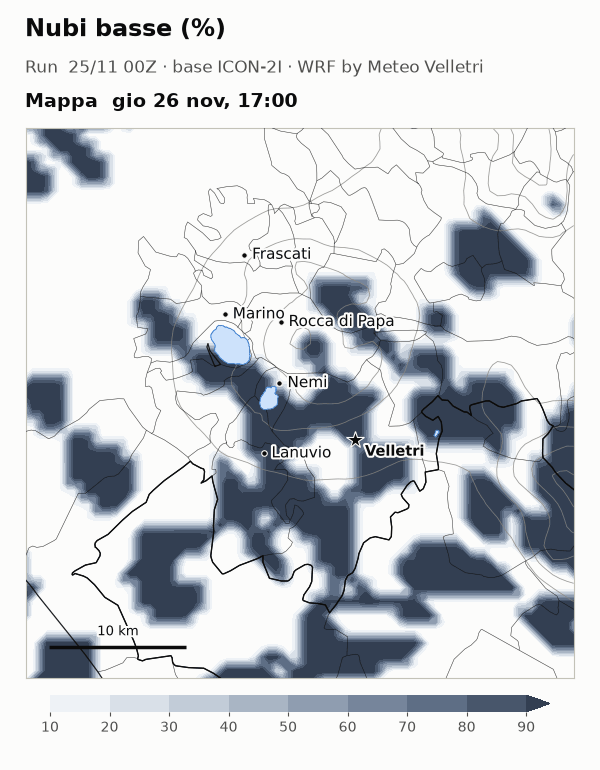 Nubi basse (%)
Run  25/11 00Z · base ICON-2I · WRF by Meteo Velletri
Mappa  gio 26 nov, 17:00
Frascati
Marino
Rocca di Papa
Nemi
Velletri
Lanuvio
10 km
10 20 30 40 50 60 70 80 90